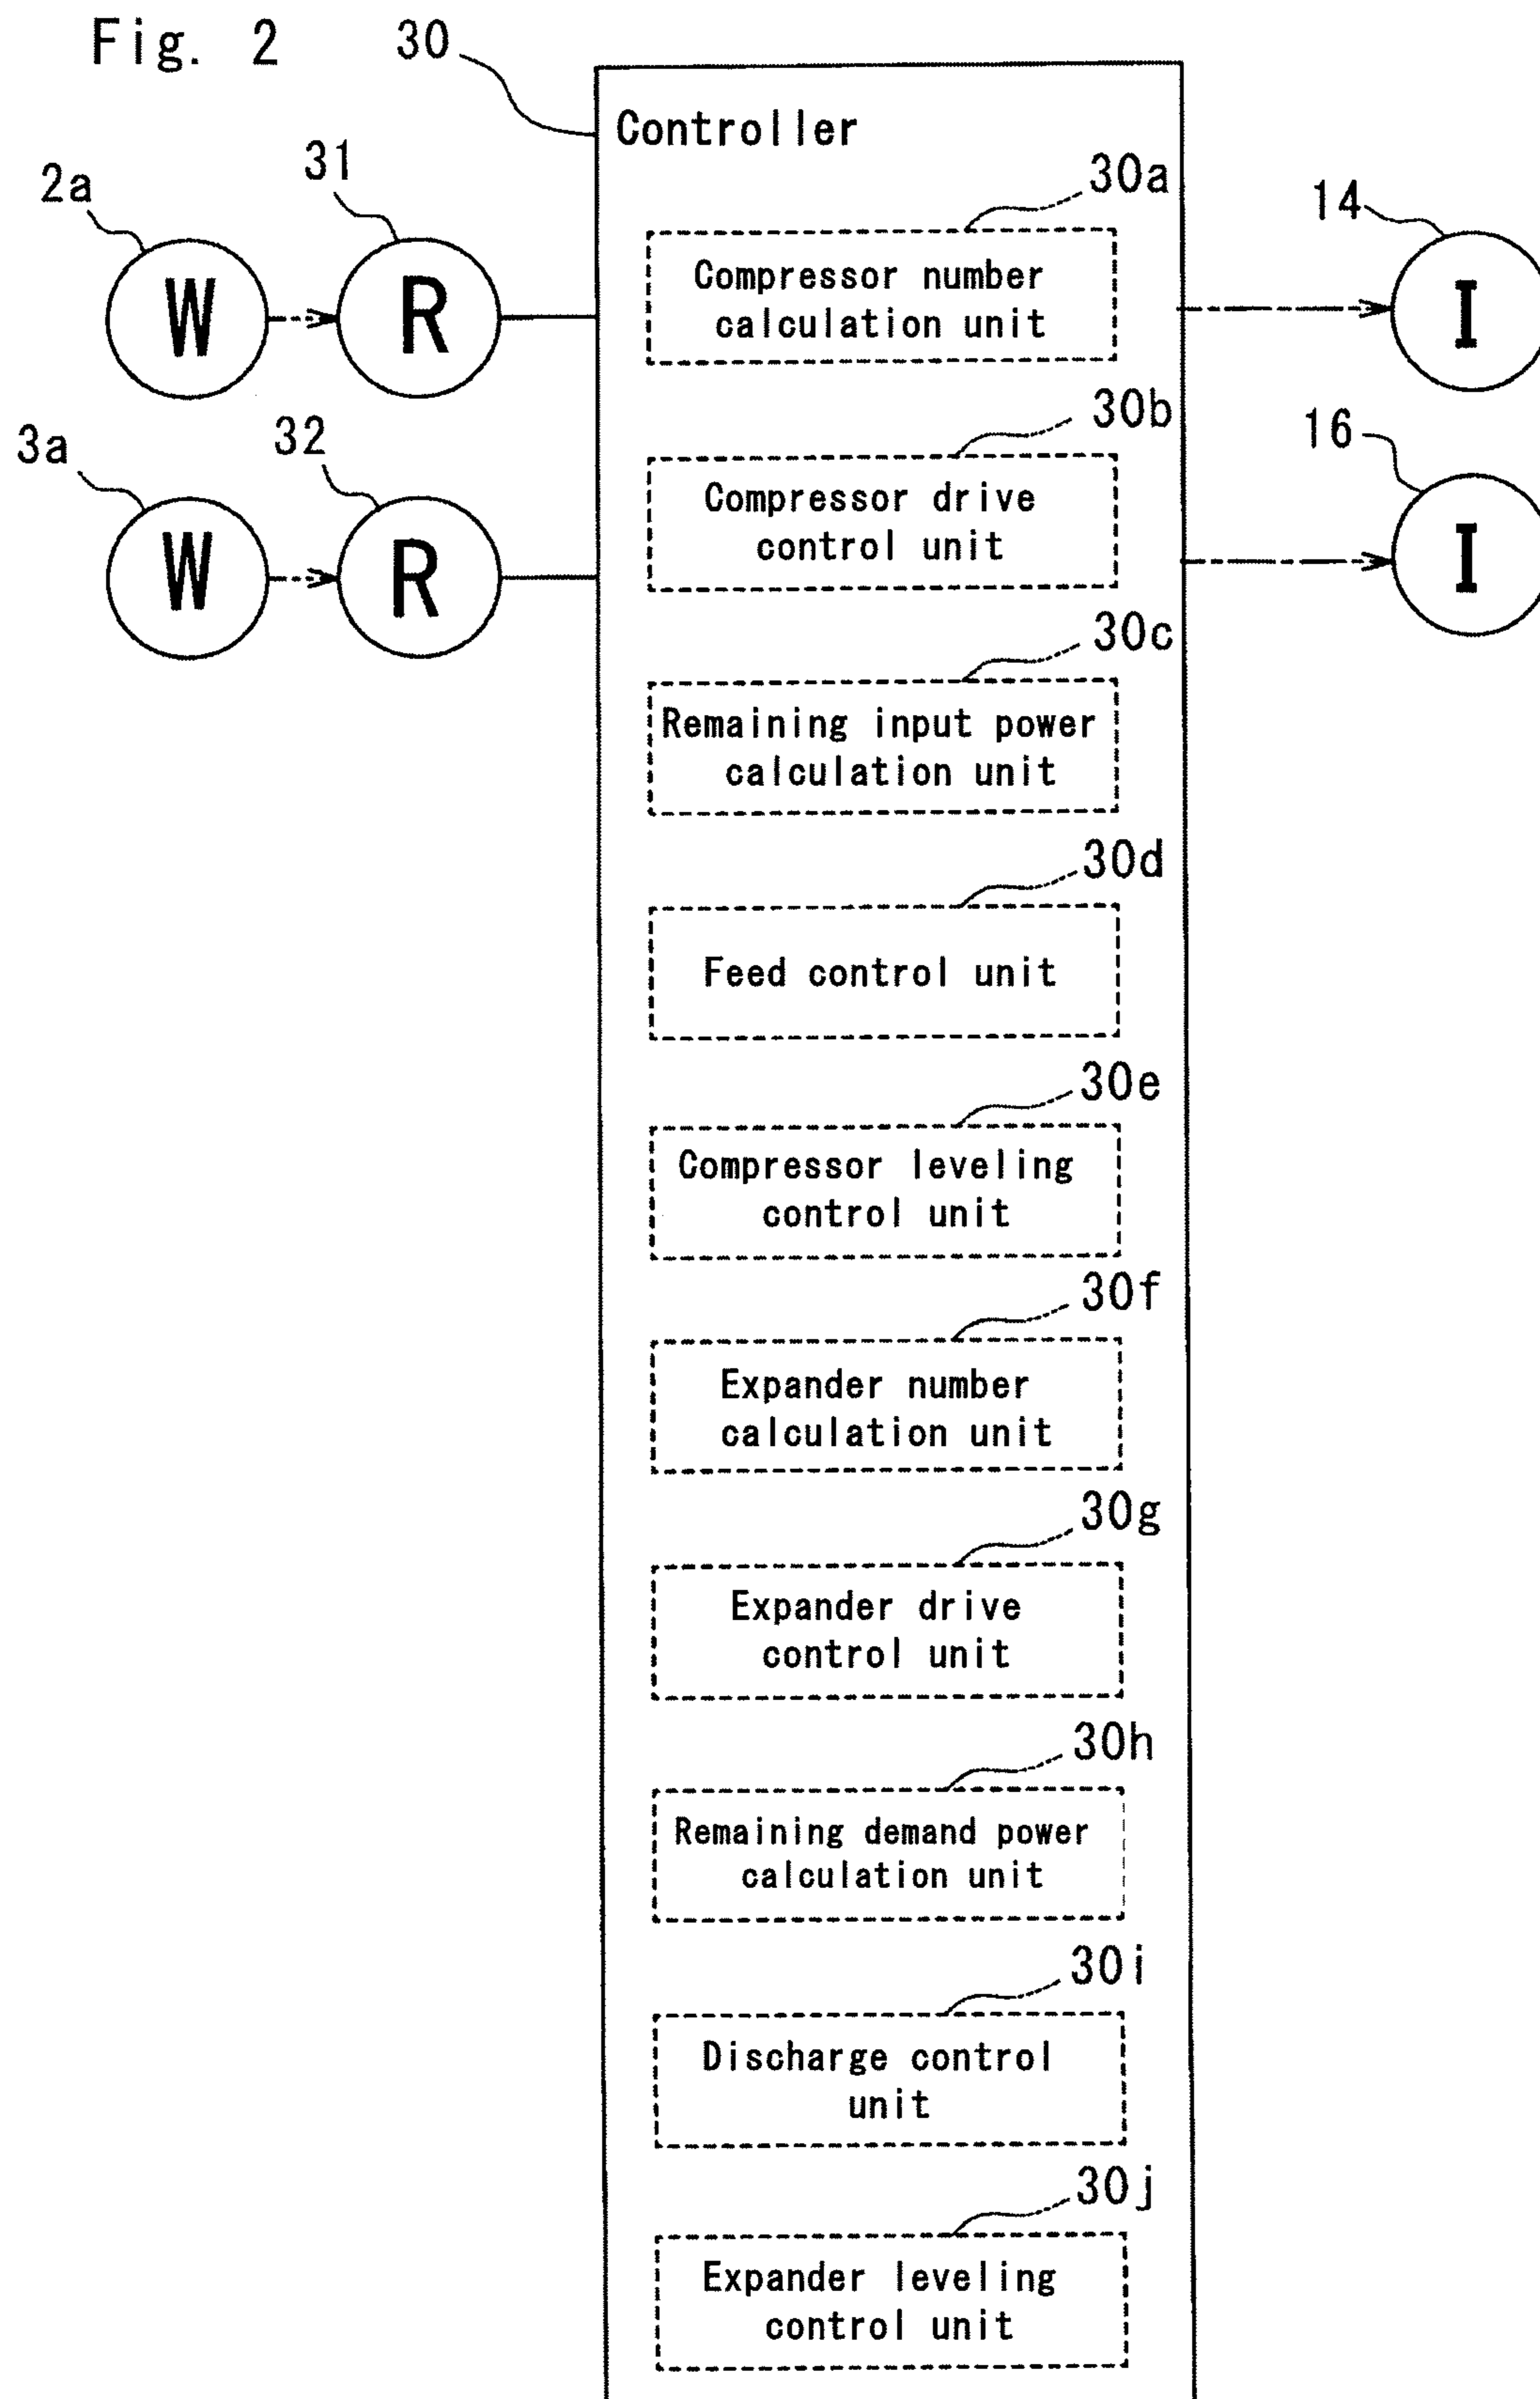 Fig. 2
30
Controller
2a
31
30a
14
W
R
Compressor number
calculation unit
I
3a
32
30b
16
W
R
Compressor drive
control unit
I
30c
Remaining input power
calculation unit
30d
Feed control unit
30e
Compressor leveling
control unit
30f
Expander number
calculation unit
30g
Expander drive
control unit
30h
Remaining demand power
calculation unit
30i
Discharge control
unit
30j
Expander leveling
control unit